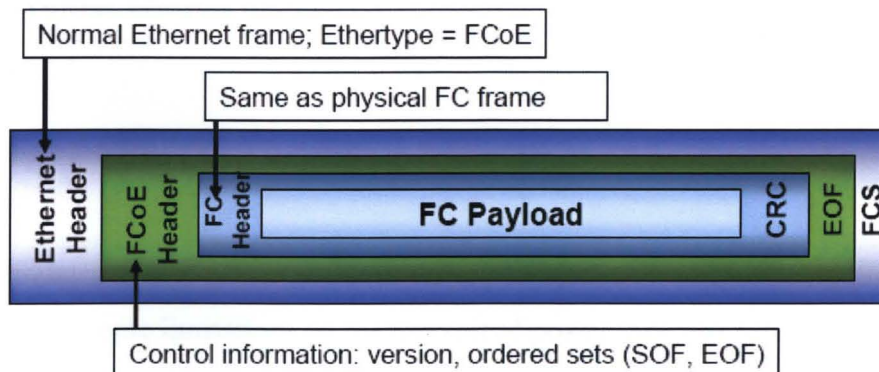 Normal Ethernet frame; Ethertype = FCoE
Same as physical FC frame
Ethernet
Header
FCoE
Header
FC
Header
FC Payload
CRC
EOF
FCS
Control information: version, ordered sets (SOF, EOF)